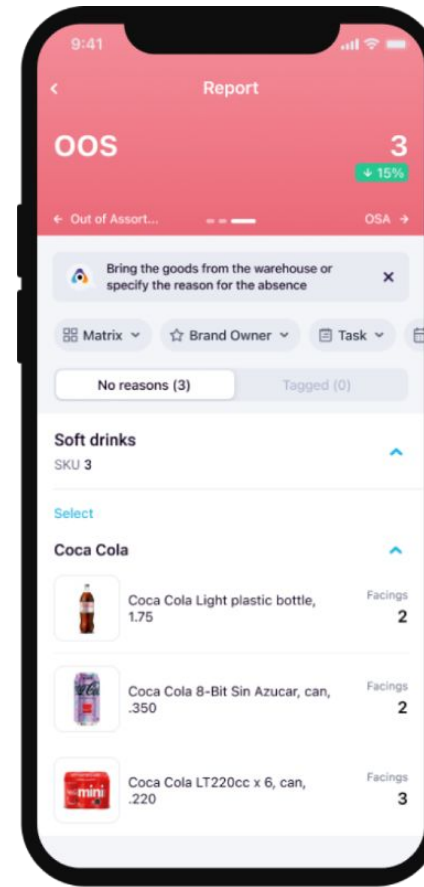 9:41
Report
OOS
3
↓ 15%
← Out of Assort...
OSA →
Bring the goods from the warehouse or
specify the reason for the absence
Matrix
Brand Owner
Task
No reasons (3)
Tagged (0)
Soft drinks
SKU 3
Select
Coca Cola
Coca Cola Light plastic bottle,
1.75
Facings
2
Coca Cola 8-Bit Sin Azucar, can,
.350
Facings
2
mini
Coca Cola LT220cc x 6, can,
.220
Facings
3